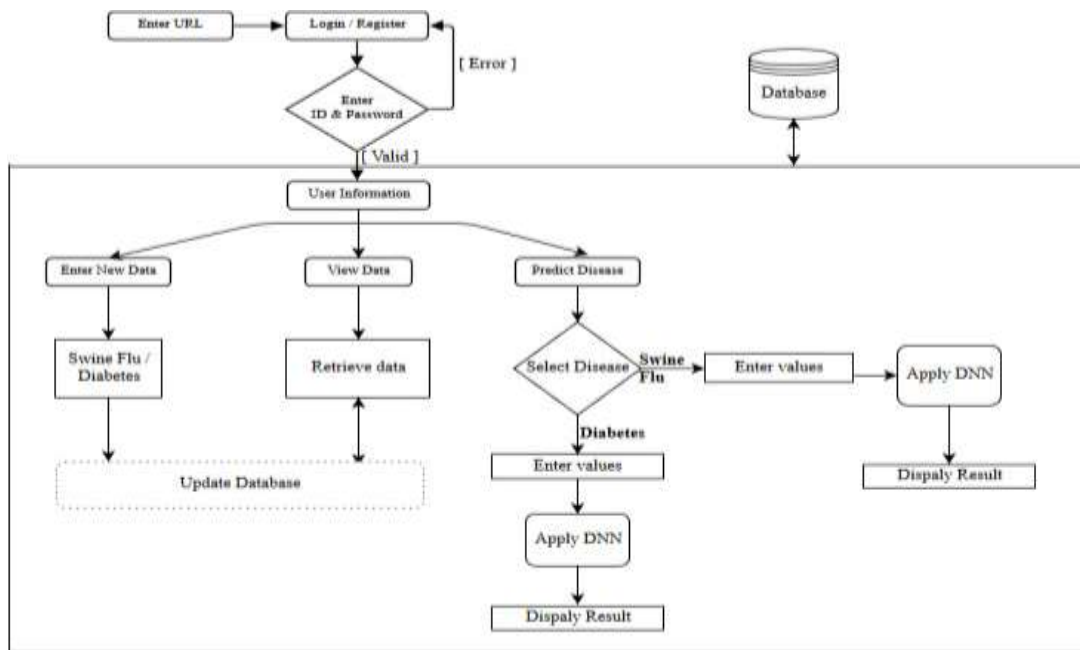 Enter URL
Login / Register
[ Error ]
Enter
ID & Password
Database
[ Valid ]
User Information
Enter New Data
View Data
Predict Disease
Swine Flu /
Diabetes
Retrieve data
Select Disease
Swine
Flu
Enter values
Apply DNN
Diabetes
Enter values
Dispaly Result
Update Database
Apply DNN
Dispaly Result